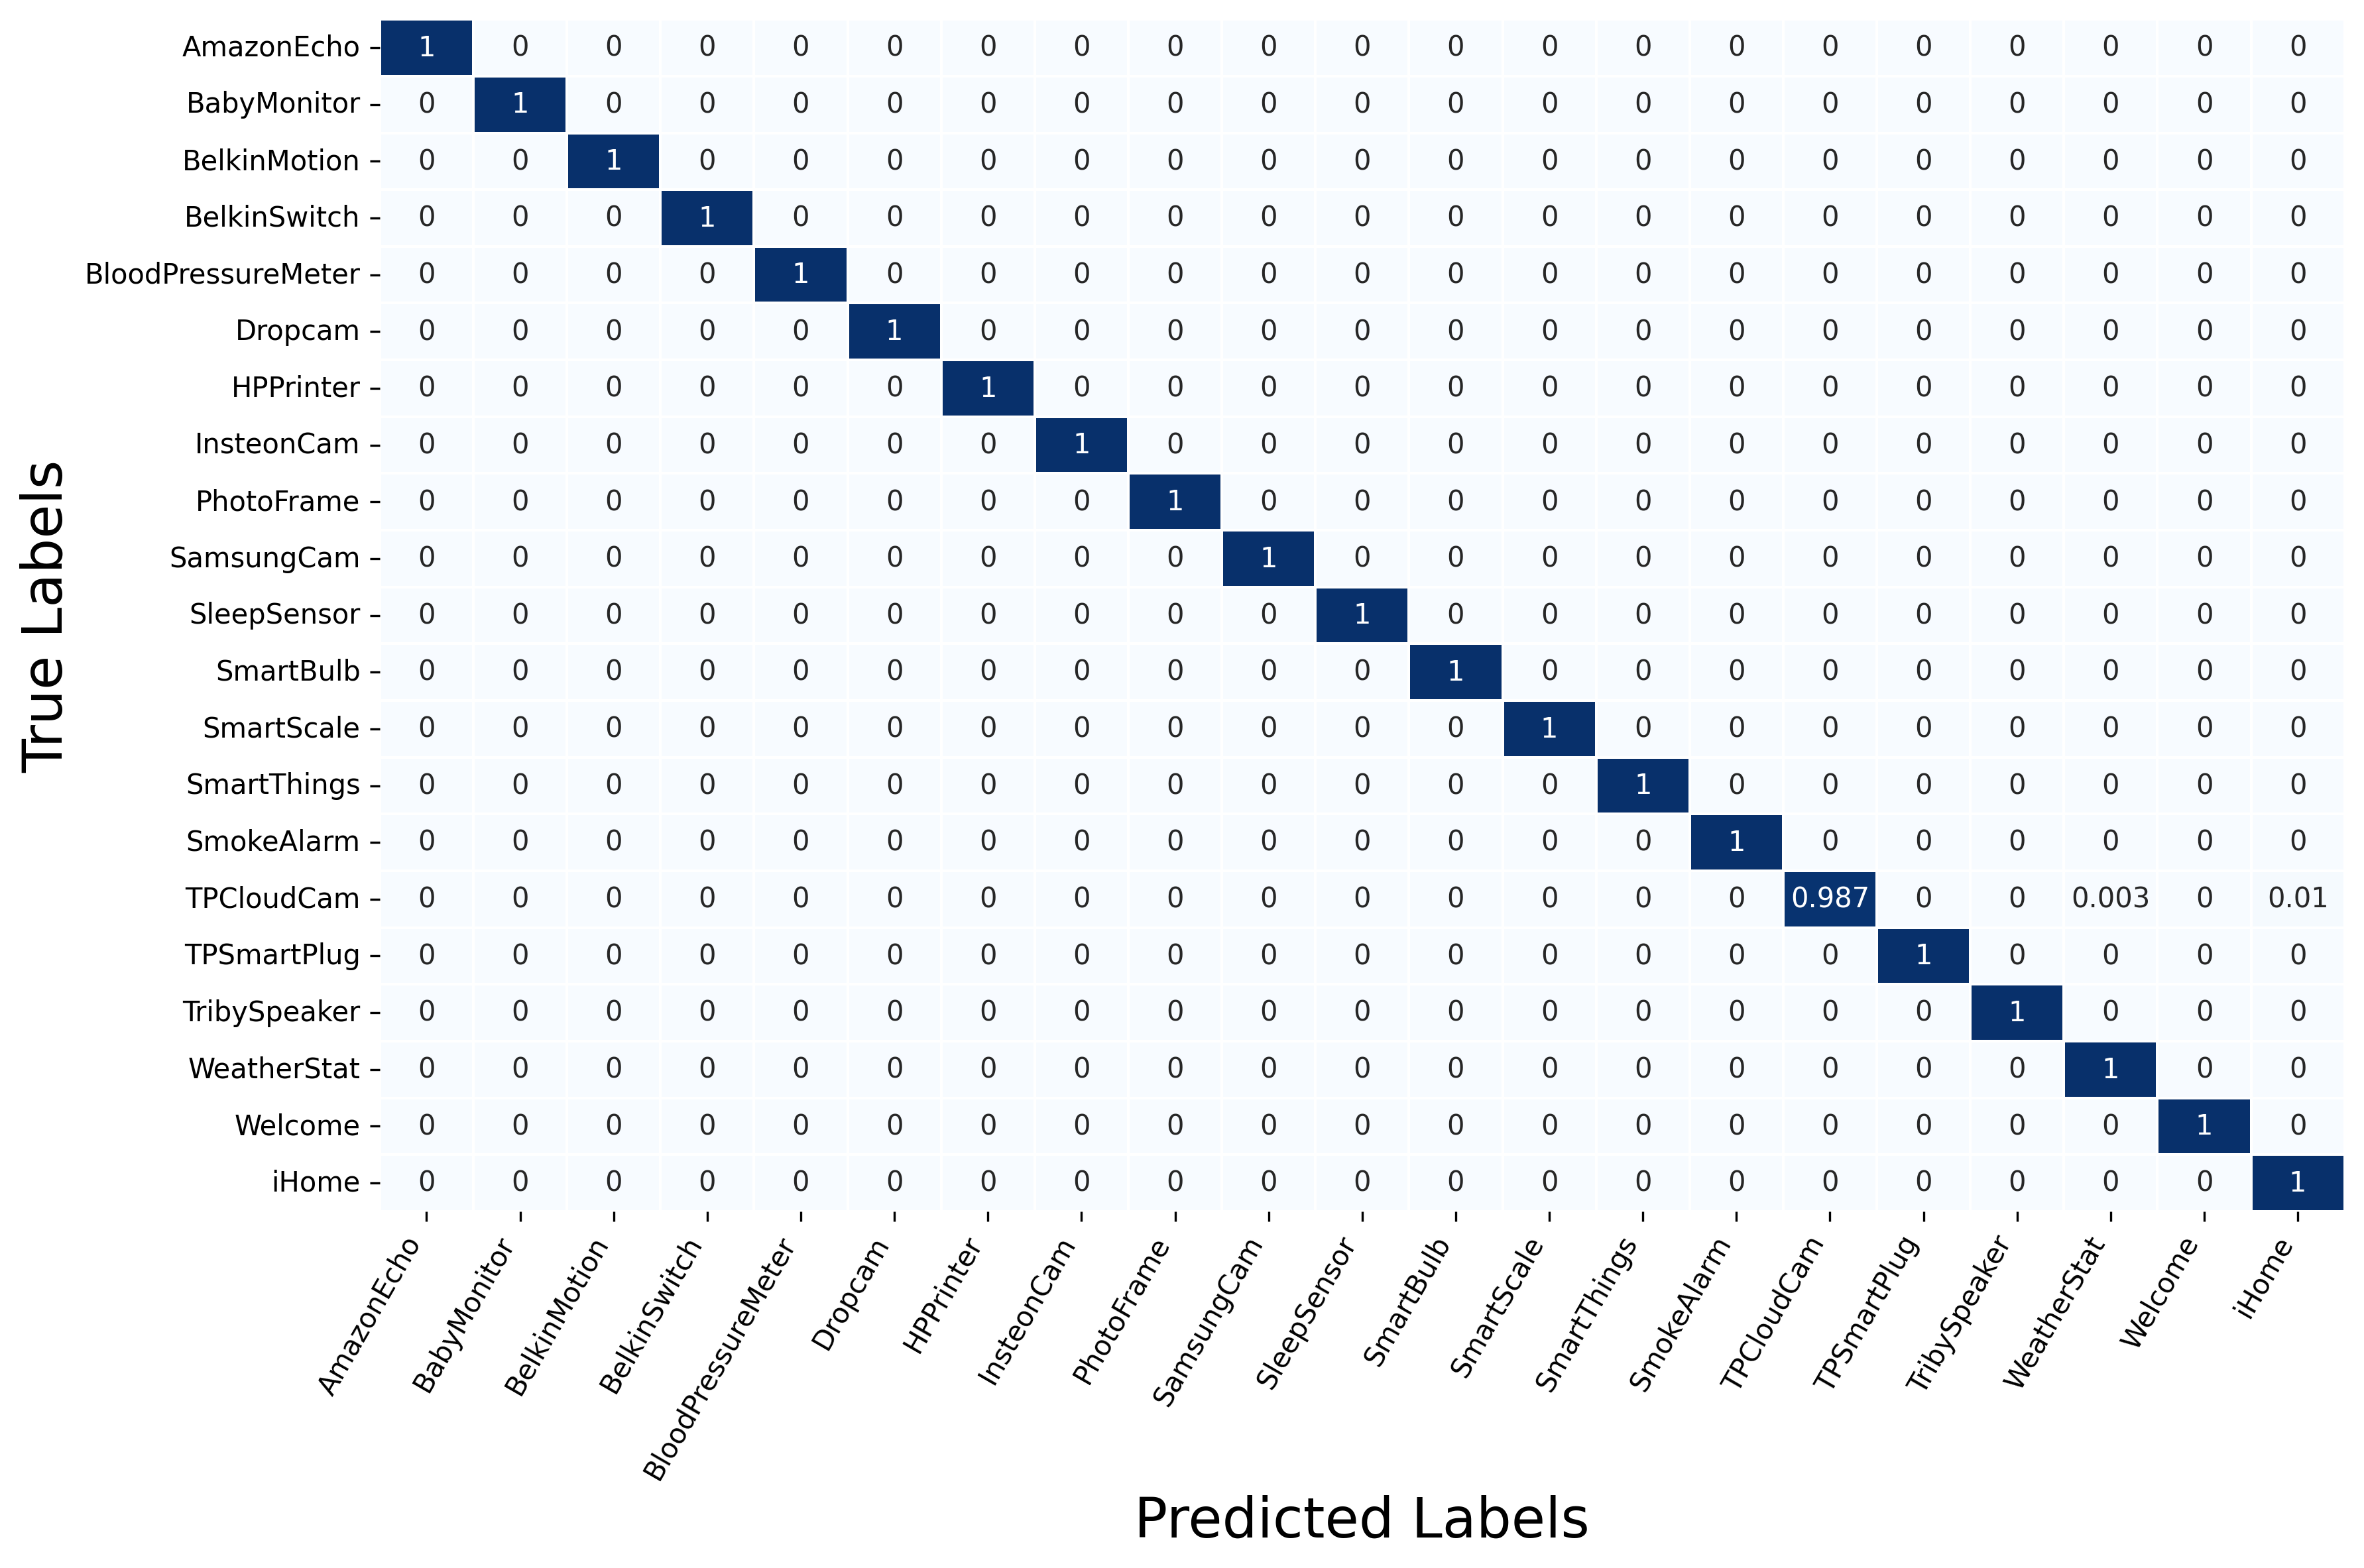 AmazonEcho 1 0 0 0 0 0 0 0 0 0 0 0 0 0 0 0 0 0 0 0 0
BabyMonitor 0 1 0 0 0 0 0 0 0 0 0 0 0 0 0 0 0 0 0 0 0
BelkinMotion 0 0 1 0 0 0 0 0 0 0 0 0 0 0 0 0 0 0 0 0 0
BelkinSwitch 0 0 0 1 0 0 0 0 0 0 0 0 0 0 0 0 0 0 0 0 0
BloodPressureMeter 0 0 0 0 1 0 0 0 0 0 0 0 0 0 0 0 0 0 0 0 0
Dropcam 0 0 0 0 0 1 0 0 0 0 0 0 0 0 0 0 0 0 0 0 0
HPPrinter 0 0 0 0 0 0 1 0 0 0 0 0 0 0 0 0 0 0 0 0 0
InsteonCam 0 0 0 0 0 0 0 1 0 0 0 0 0 0 0 0 0 0 0 0 0
PhotoFrame 0 0 0 0 0 0 0 0 1 0 0 0 0 0 0 0 0 0 0 0 0
SamsungCam 0 0 0 0 0 0 0 0 0 1 0 0 0 0 0 0 0 0 0 0 0
SleepSensor 0 0 0 0 0 0 0 0 0 0 1 0 0 0 0 0 0 0 0 0 0
SmartBulb 0 0 0 0 0 0 0 0 0 0 0 1 0 0 0 0 0 0 0 0 0
SmartScale 0 0 0 0 0 0 0 0 0 0 0 0 1 0 0 0 0 0 0 0 0
SmartThings 0 0 0 0 0 0 0 0 0 0 0 0 0 1 0 0 0 0 0 0 0
SmokeAlarm 0 0 0 0 0 0 0 0 0 0 0 0 0 0 1 0 0 0 0 0 0
TPCloudCam 0 0 0 0 0 0 0 0 0 0 0 0 0 0 0 0.987 0 0 0.003 0 0.01
TPSmartPlug 0 0 0 0 0 0 0 0 0 0 0 0 0 0 0 0 1 0 0 0 0
TribySpeaker 0 0 0 0 0 0 0 0 0 0 0 0 0 0 0 0 0 1 0 0 0
WeatherStat 0 0 0 0 0 0 0 0 0 0 0 0 0 0 0 0 0 0 1 0 0
Welcome 0 0 0 0 0 0 0 0 0 0 0 0 0 0 0 0 0 0 0 1 0
iHome 0 0 0 0 0 0 0 0 0 0 0 0 0 0 0 0 0 0 0 0 1
True Labels
AmazonEcho BabyMonitor BelkinMotion BelkinSwitch BloodPressureMeter Dropcam HPPrinter InsteonCam PhotoFrame SamsungCam SleepSensor SmartBulb SmartScale SmartThings SmokeAlarm TPCloudCam TPSmartPlug TribySpeaker WeatherStat Welcome iHome
Predicted Labels